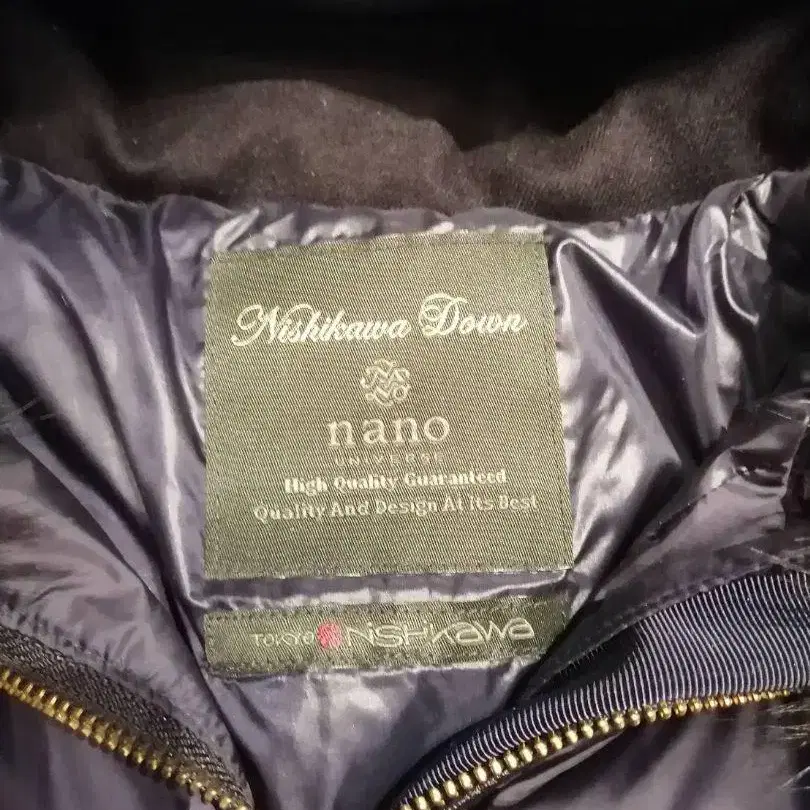 Nishikawa Down
nano
UNIVERSE
High Quality Guaranteed
Quality And Design At its Best
TOKYO NiSHiKaWa